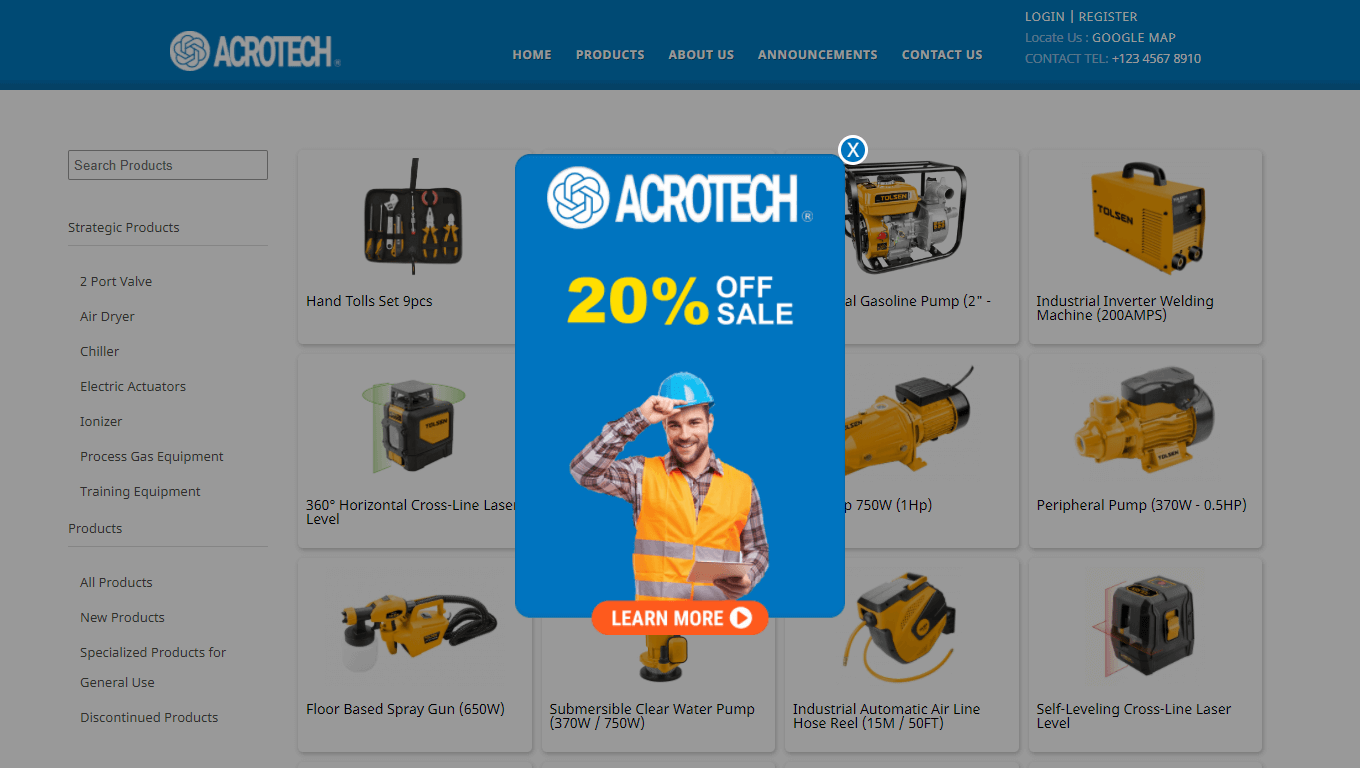 LOGIN | REGISTER
Locate Us : GOOGLE MAP
CONTACT TEL: +123 4567 8910
ACROTECH ®
HOME
PRODUCTS
ABOUT US
ANNOUNCEMENTS
CONTACT US
Search Products
Strategic Products
2 Port Valve
Air Dryer
Chiller
Electric Actuators
Ionizer
Process Gas Equipment
Training Equipment
Products
All Products
New Products
Specialized Products for
General Use
Discontinued Products
X
ACROTECH ®
20% OFF
SALE
LEARN MORE
Hand Tolls Set 9pcs
TOLSEN
al Gasoline Pump (2" -
TOLSEN
Industrial Inverter Welding
Machine (200AMPS)
360° Horizontal Cross-Line Laser
Level
TOLSEN
p 750W (1Hp)
TOLSEN
Peripheral Pump (370W - 0.5HP)
Floor Based Spray Gun (650W)
Submersible Clear Water Pump
(370W / 750W)
Industrial Automatic Air Line
Hose Reel (15M / 50FT)
Self-Leveling Cross-Line Laser
Level